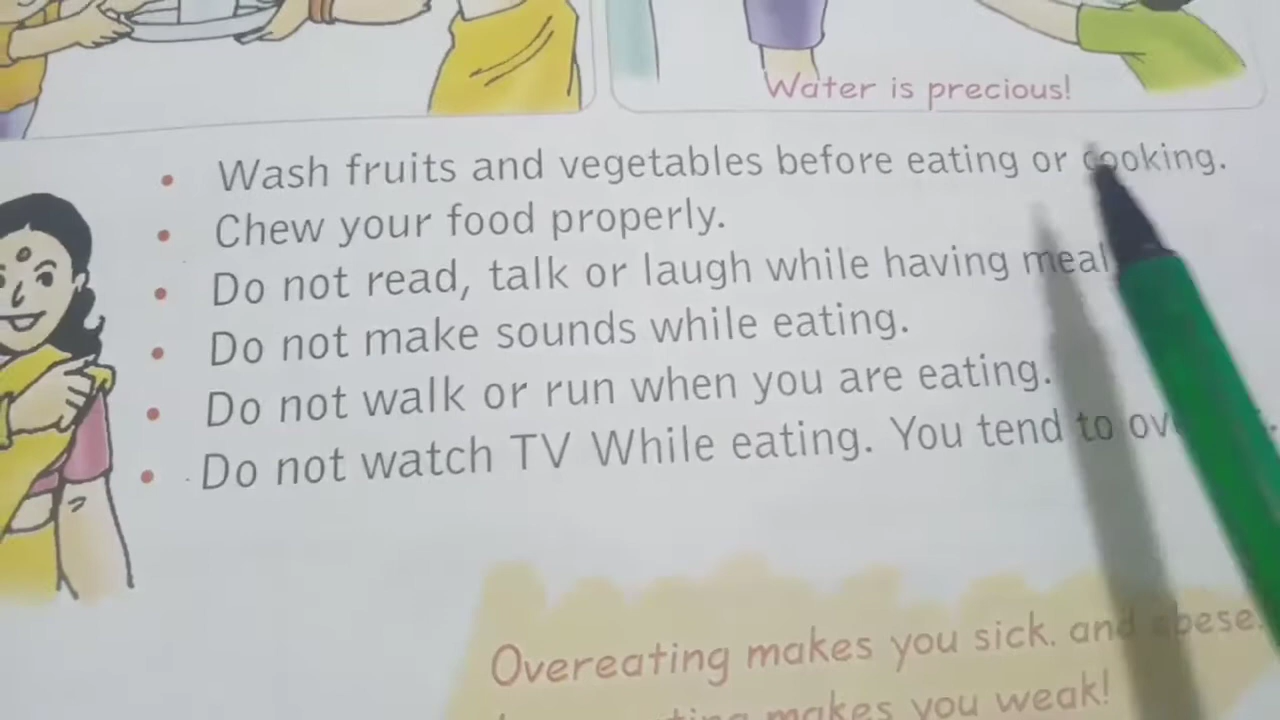 Water is precious!
• Wash fruits and vegetables before eating or cooking.
• Chew your food properly.
• Do not read, talk or laugh while having meal
• Do not make sounds while eating.
• Do not walk or run when you are eating.
• Do not watch TV While eating. You tend to
Overeating makes you sick. and obese.
makes you weak!